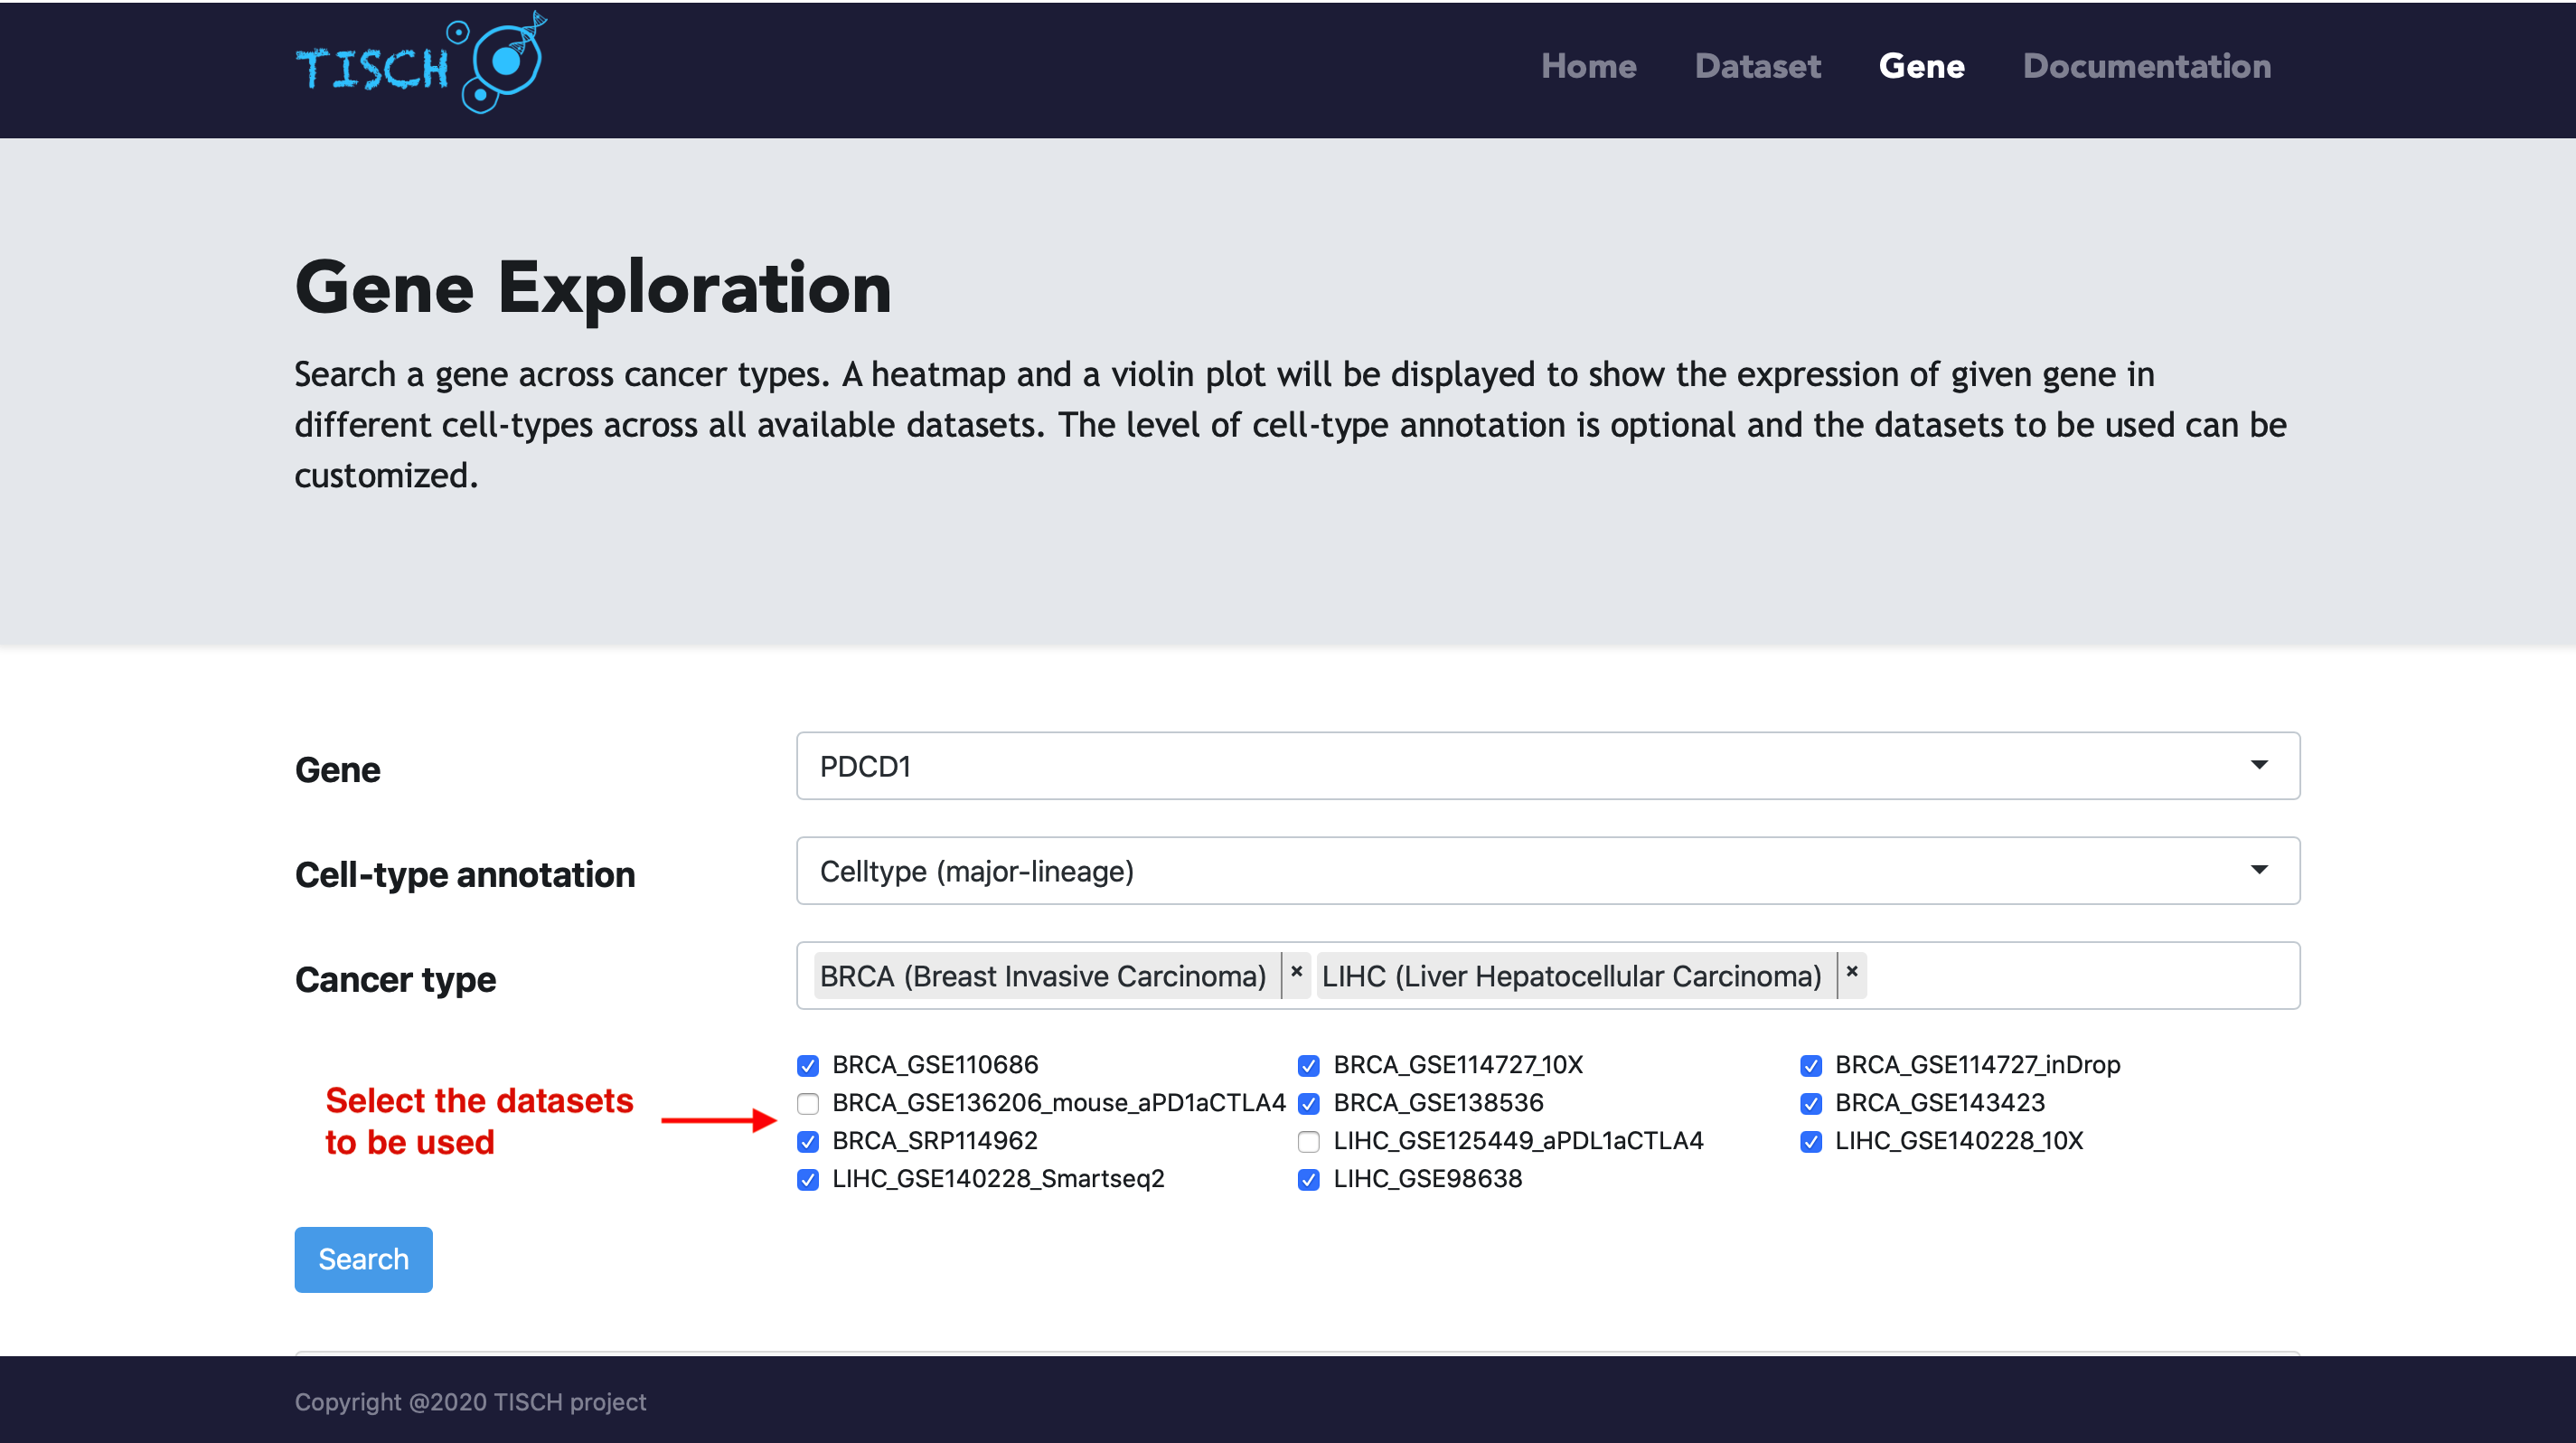 TISCH
Home Dataset Gene Documentation
Gene Exploration
Search a gene across cancer types. A heatmap and a violin plot will be displayed to show the expression of given gene in
different cell-types across all available datasets. The level of cell-type annotation is optional and the datasets to be used can be
customized.
Gene PDCD1
Cell-type annotation Celltype (major-lineage)
Cancer type BRCA (Breast Invasive Carcinoma) × LIHC (Liver Hepatocellular Carcinoma) ×
Select the datasets
to be used
BRCA_GSE110686 BRCA_GSE114727_10X BRCA_GSE114727_inDrop
BRCA_GSE136206_mouse_aPD1aCTLA4 BRCA_GSE138536 BRCA_GSE143423
BRCA_SRP114962 LIHC_GSE125449_aPDL1aCTLA4 LIHC_GSE140228_10X
LIHC_GSE140228_Smartseq2 LIHC_GSE98638
Search
Copyright @2020 TISCH project